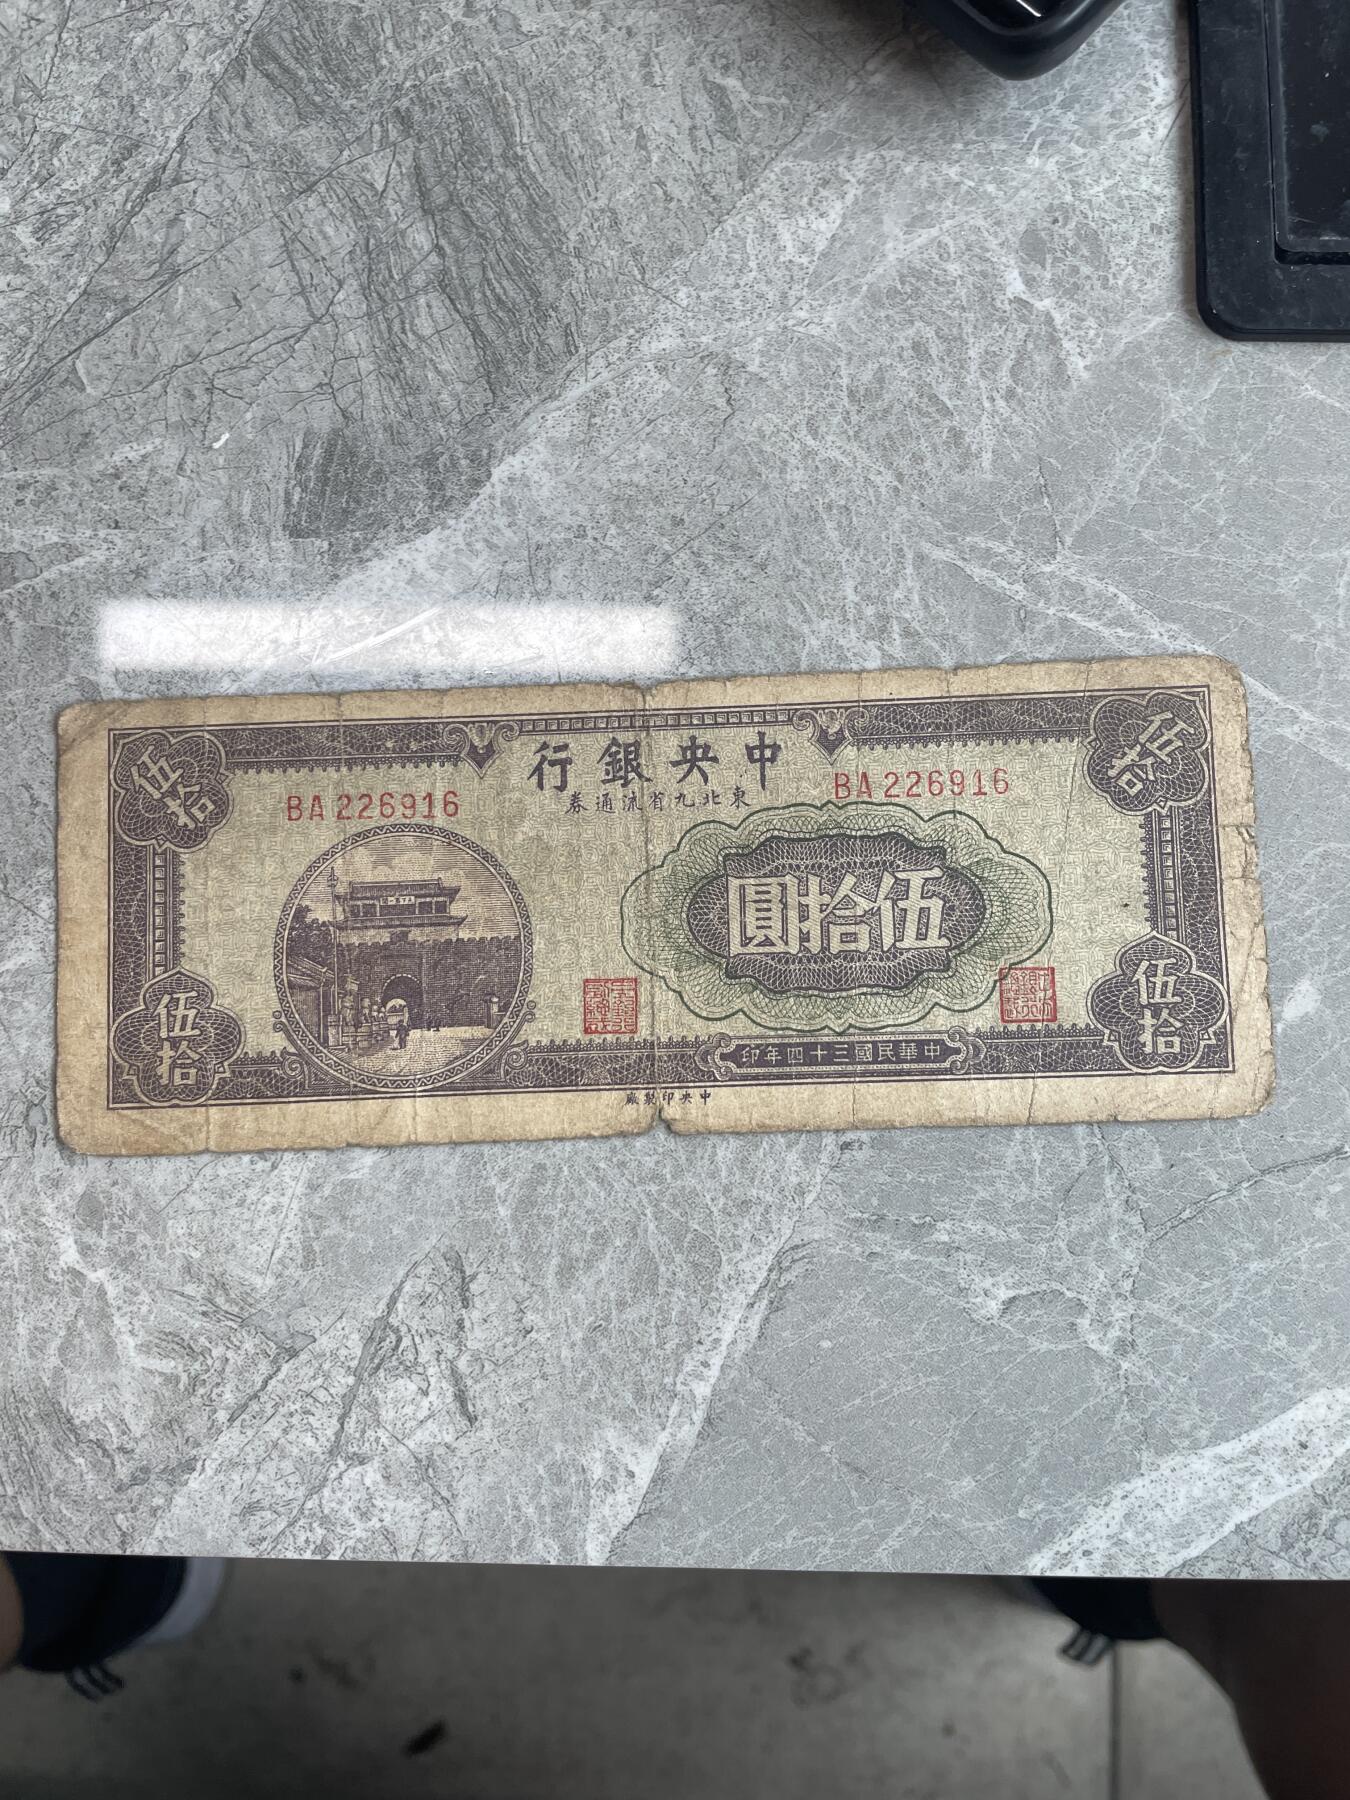 中央銀行
東北九省流通券
BA 226916
BA 226916
伍拾
伍拾
伍拾圓
伍拾
伍拾
中華民國三十四年印
中央印製廠